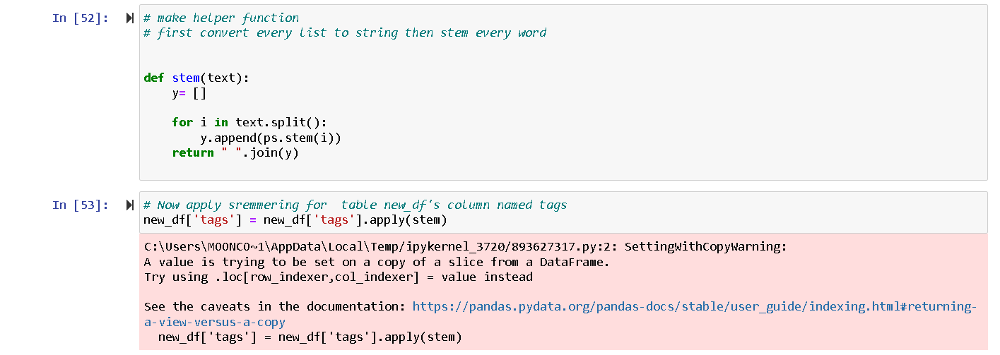 In [52]:
# make helper function
# first convert every list to string then stem every word
def stem(text):
y= []
for i in text.split():
y.append(ps.stem(i))
return " ".join(y)
In [53]:
# Now apply sremmering for  table new_df's column named tags
new_df['tags'] = new_df['tags'].apply(stem)
C:\Users\MOONCO~1\AppData\Local\Temp/ipykernel_3720/893627317.py:2: SettingWithCopyWarning:
A value is trying to be set on a copy of a slice from a DataFrame.
Try using .loc[row_indexer,col_indexer] = value instead
See the caveats in the documentation: https://pandas.pydata.org/pandas-docs/stable/user_guide/indexing.html#returning-
a-view-versus-a-copy
new_df['tags'] = new_df['tags'].apply(stem)